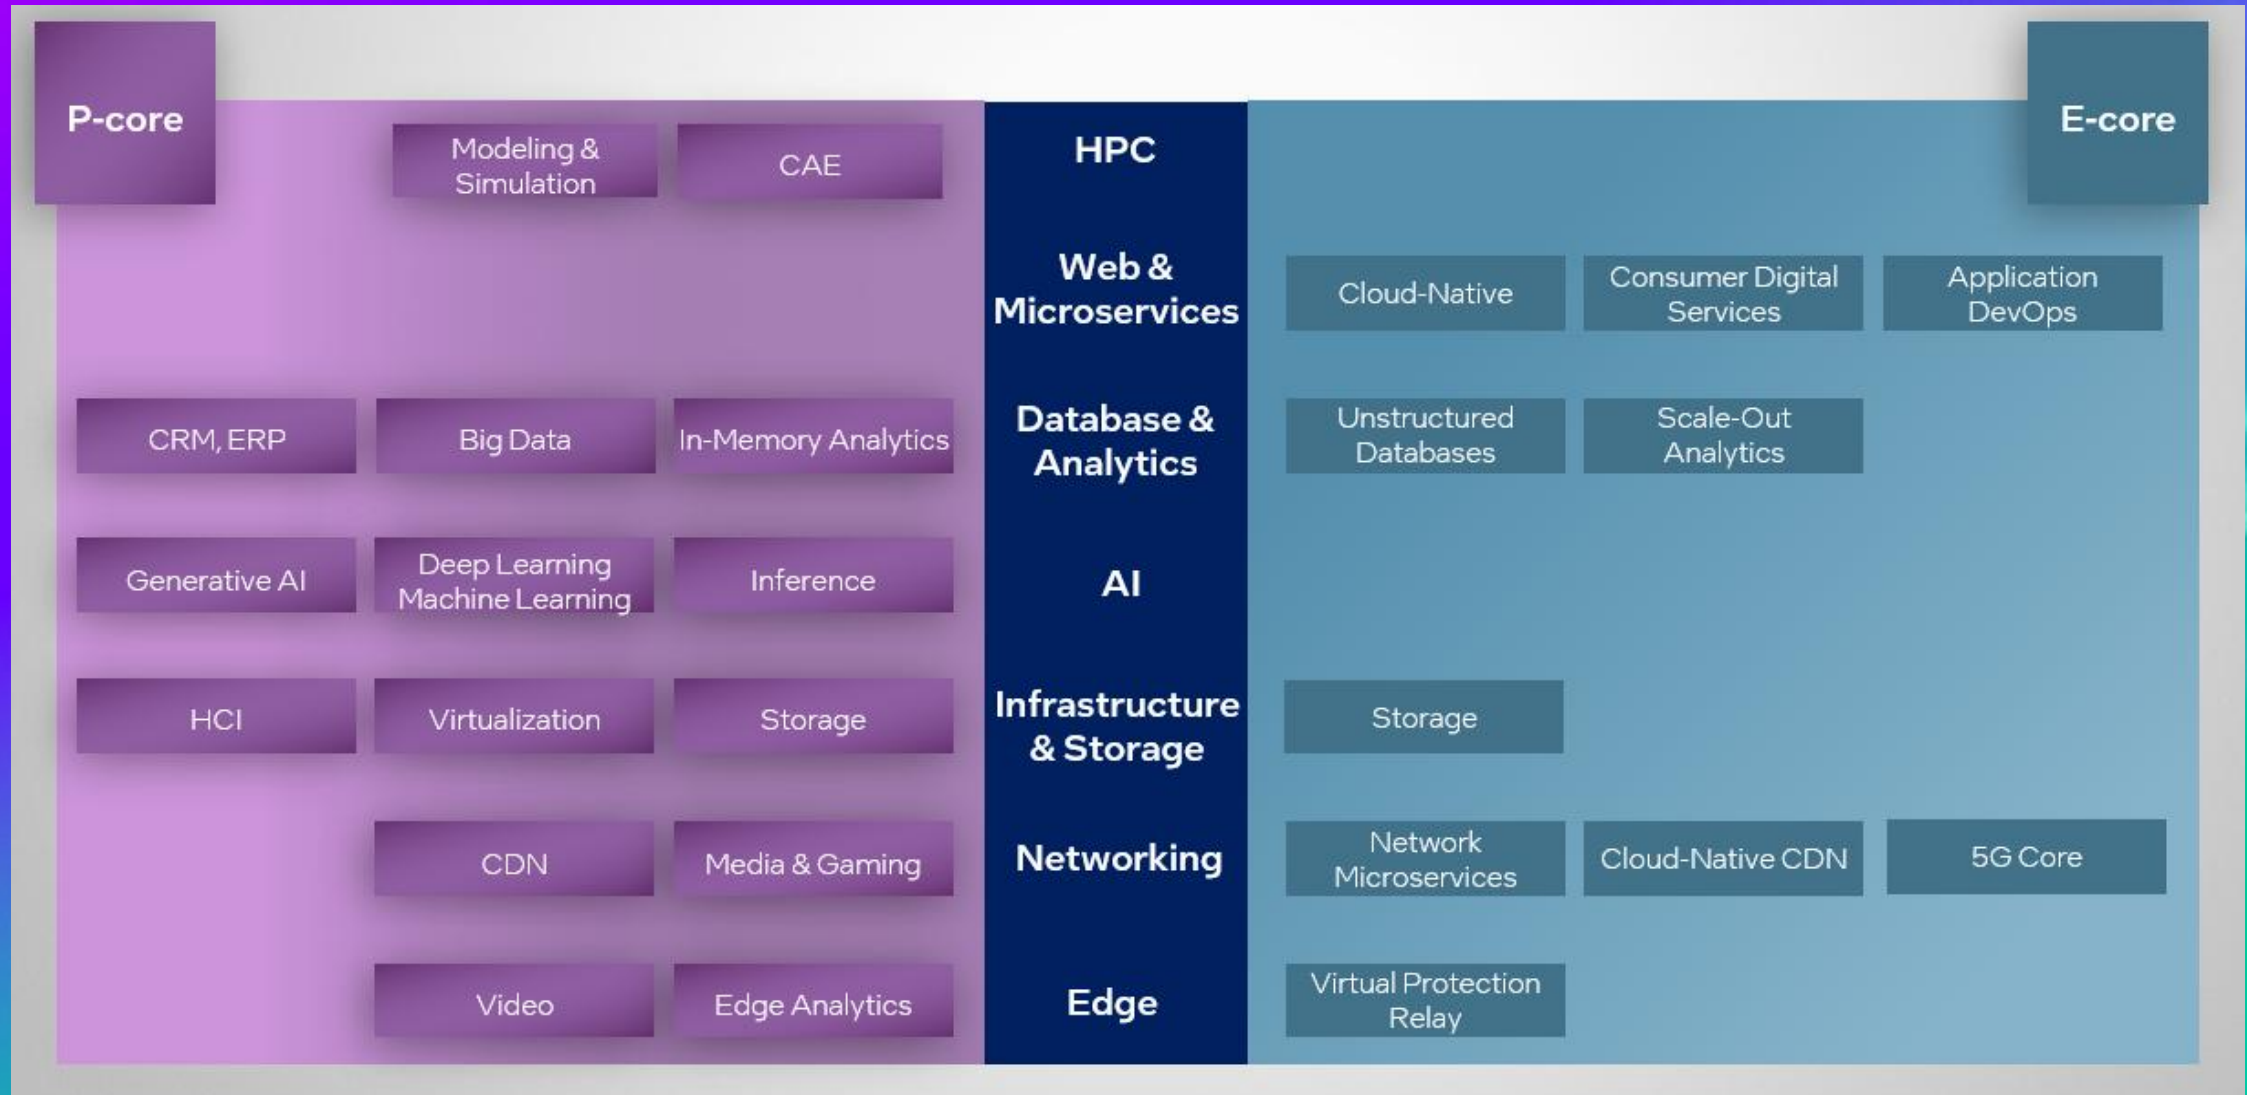 P-core
E-core
Modeling &
Simulation
CAE
HPC
Web &
Microservices
Cloud-Native
Consumer Digital
Services
Application
DevOps
CRM, ERP
Big Data
In-Memory Analytics
Database &
Analytics
Unstructured
Databases
Scale-Out
Analytics
Generative AI
Deep Learning
Machine Learning
Inference
AI
HCI
Virtualization
Storage
Infrastructure
& Storage
Storage
CDN
Media & Gaming
Networking
Network
Microservices
Cloud-Native CDN
5G Core
Video
Edge Analytics
Edge
Virtual Protection
Relay